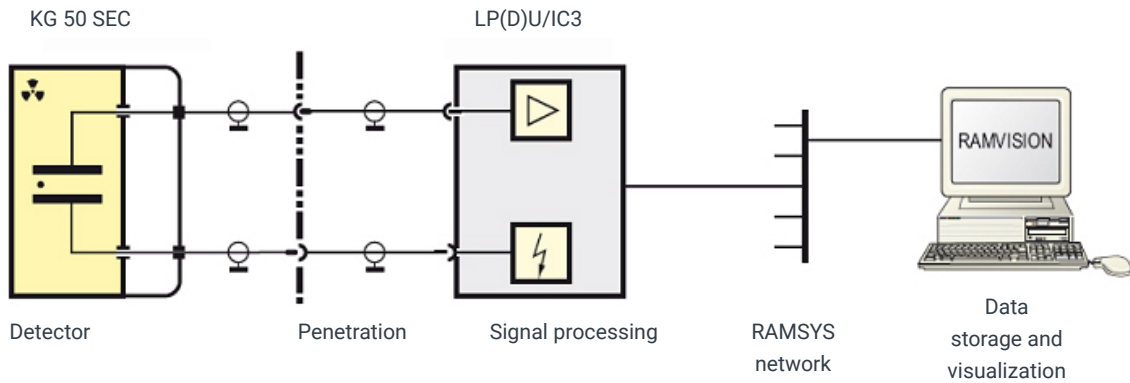 KG 50 SEC
LP(D)U/IC3
RAMVISION
Detector
Penetration
Signal processing
RAMSYS
network
Data
storage and
visualization